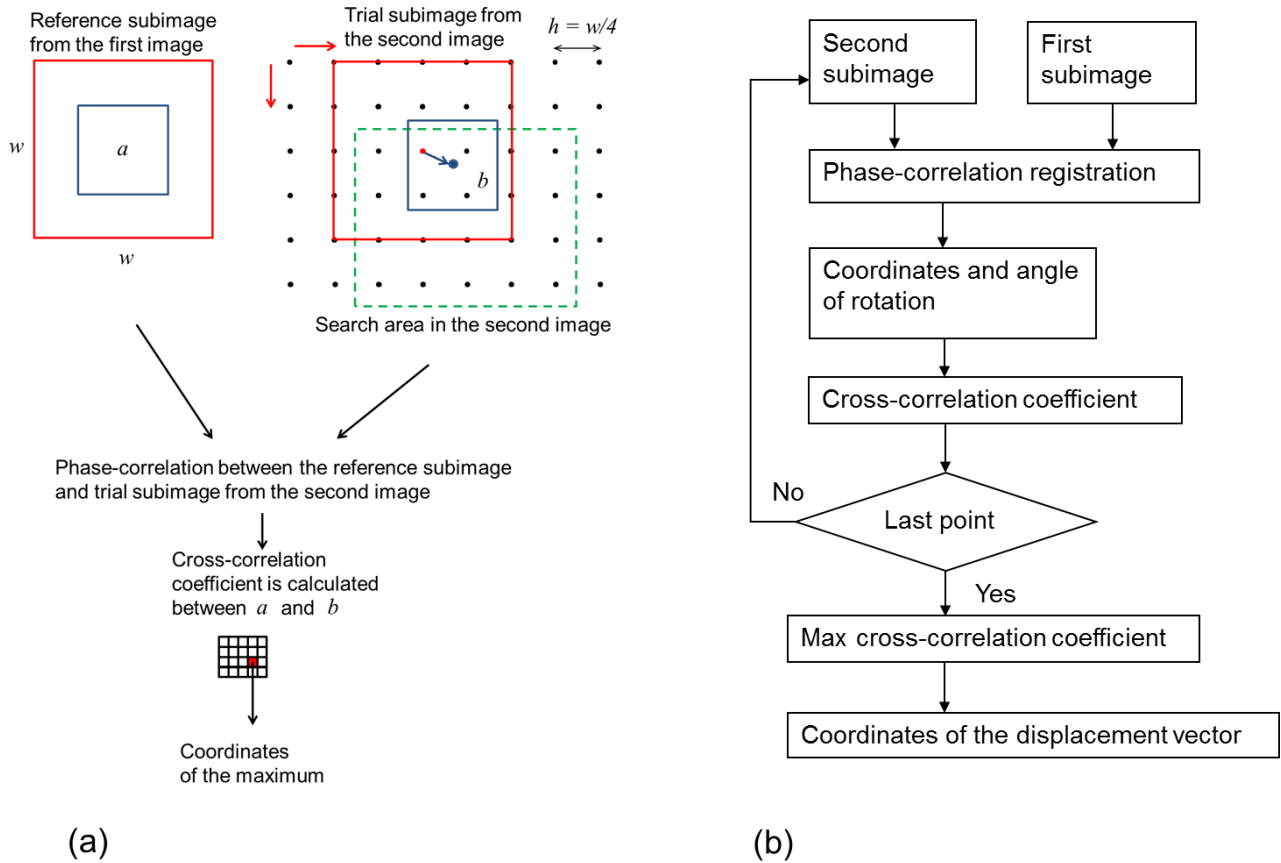 Reference subimage
from the first image
w
a
w
Trial subimage from
the second image
h = w/4
b
Search area in the second image
Phase-correlation between the reference subimage
and trial subimage from the second image
Cross-correlation
coefficient is calculated
between a and b
Coordinates
of the maximum
(a)
Second
subimage
First
subimage
Phase-correlation registration
Coordinates and angle
of rotation
Cross-correlation coefficient
No
Last point
Yes
Max cross-correlation coefficient
Coordinates of the displacement vector
(b)